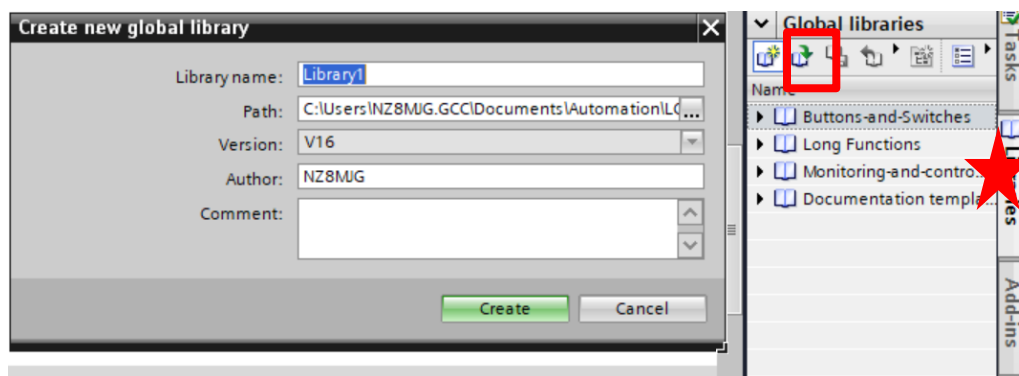 Create new global library
Library name: Library1
Path: C:\Users\NZ8MJG.GCC\Documents\Automation\LC...
Version: V16
Author: NZ8MJG
Comment:
Create Cancel
Global libraries
Name
Buttons-and-Switches
Long Functions
Monitoring-and-contro...
Documentation templa...
Tasks
Add-ins